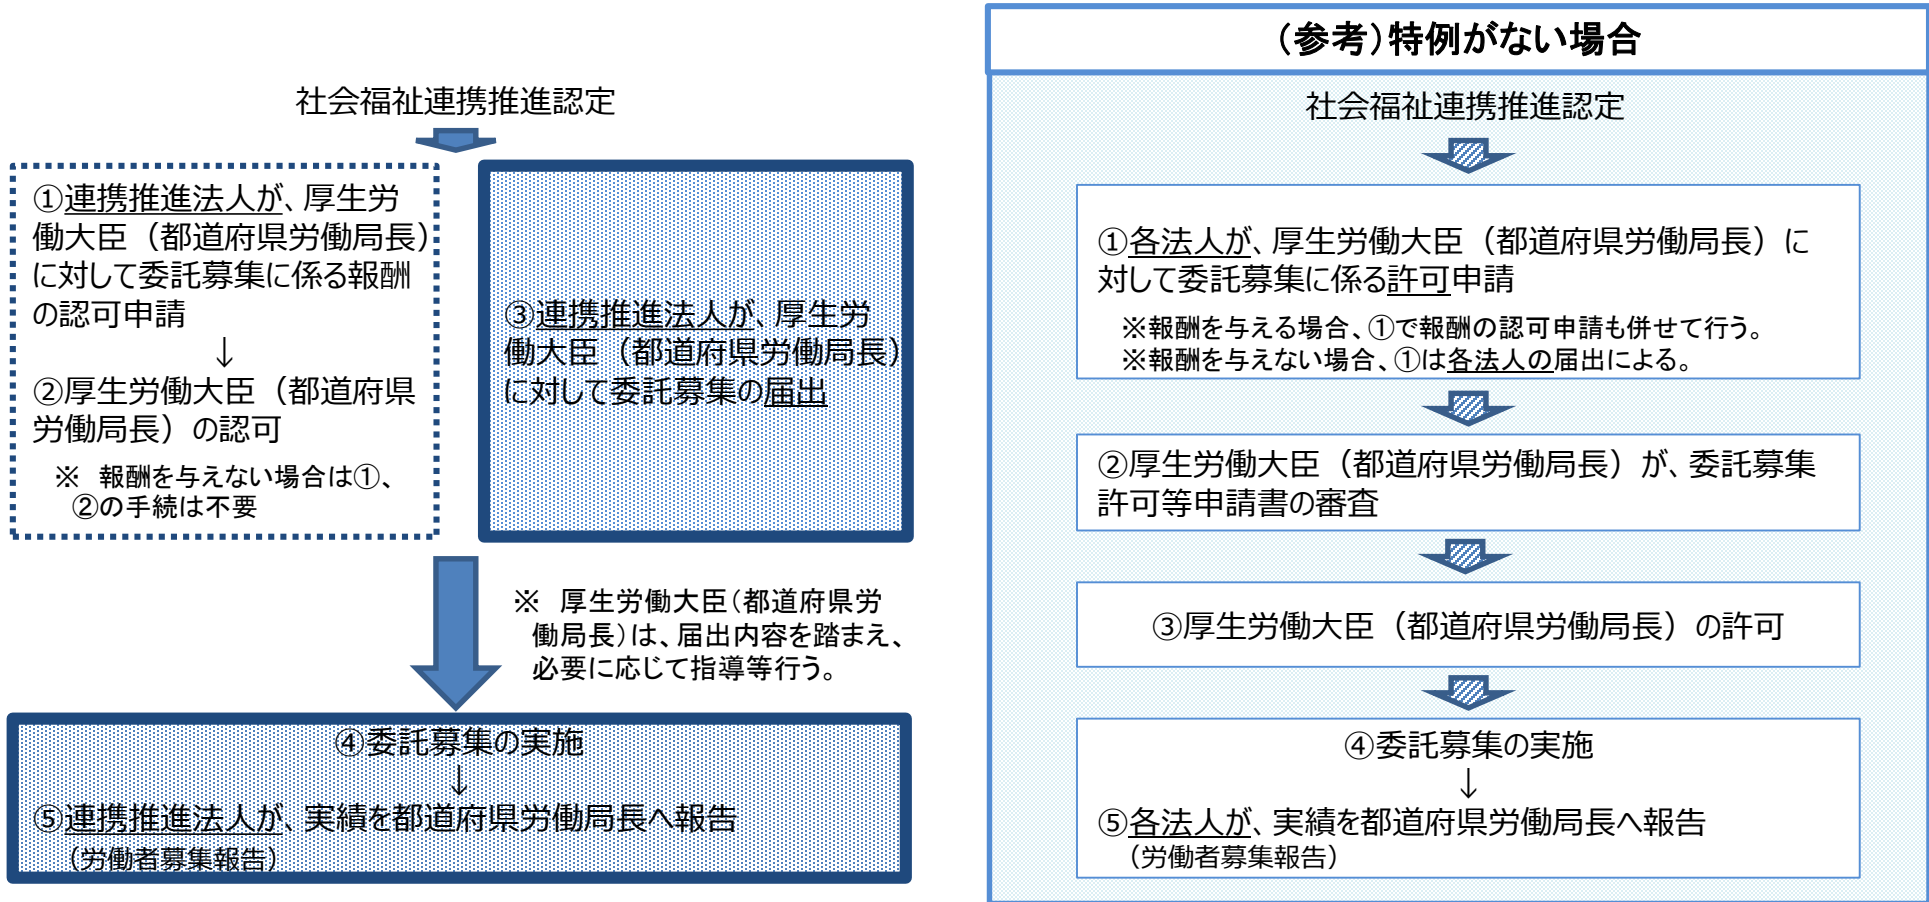 社会福祉連携推進認定
①連携推進法人が、厚生労
働大臣（都道府県労働局長）
に対して委託募集に係る報酬
の認可申請
↓
②厚生労働大臣（都道府県
労働局長）の認可
※　報酬を与えない場合は①、
②の手続は不要
③連携推進法人が、厚生労
働大臣（都道府県労働局長）
に対して委託募集の届出
※　厚生労働大臣（都道府県労
働局長）は、届出内容を踏まえ、
必要に応じて指導等行う。
④委託募集の実施
↓
⑤連携推進法人が、実績を都道府県労働局長へ報告
（労働者募集報告）
（参考）特例がない場合
社会福祉連携推進認定
①各法人が、厚生労働大臣（都道府県労働局長）に
対して委託募集に係る許可申請
※報酬を与える場合、①で報酬の認可申請も併せて行う。
※報酬を与えない場合、①は各法人の届出による。
②厚生労働大臣（都道府県労働局長）が、委託募集
許可等申請書の審査
③厚生労働大臣（都道府県労働局長）の許可
④委託募集の実施
↓
⑤各法人が、実績を都道府県労働局長へ報告
（労働者募集報告）